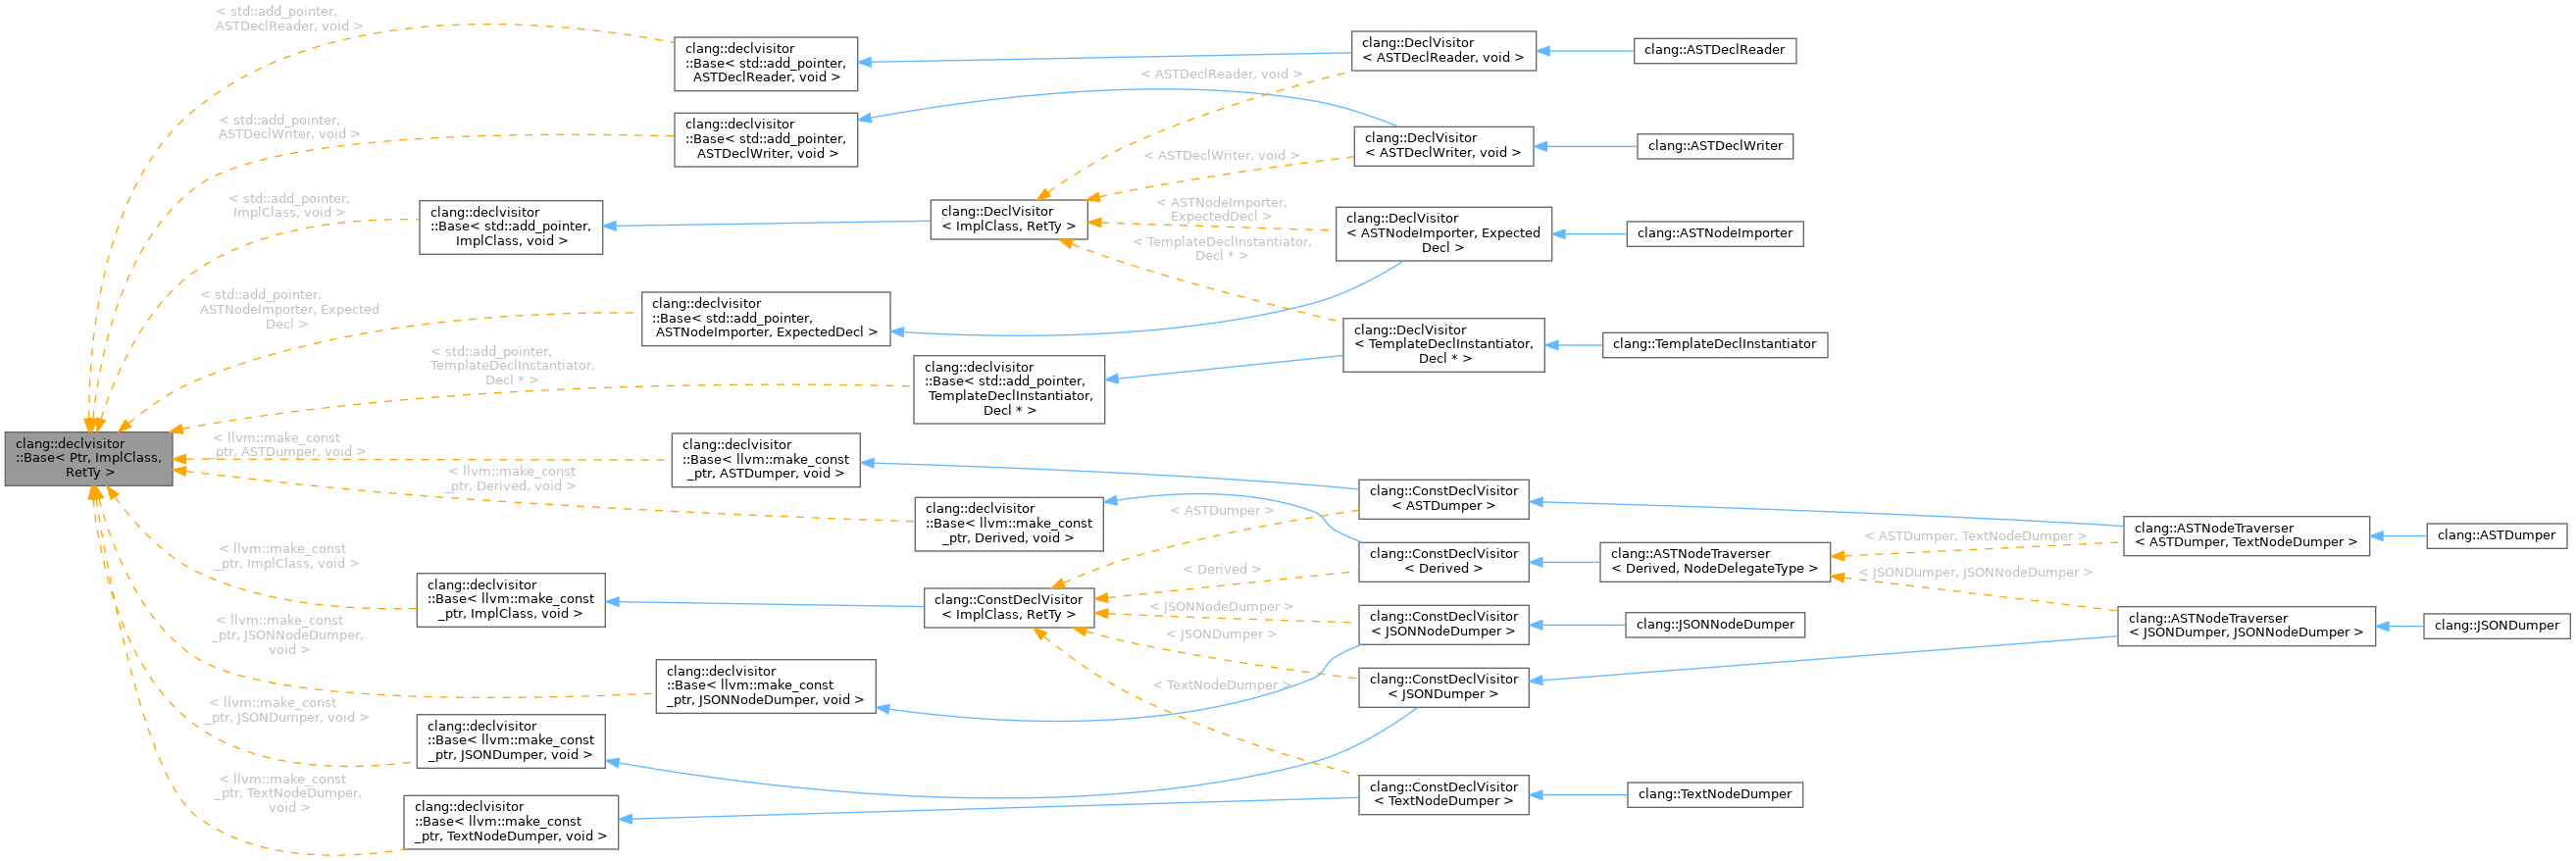 < std::add_pointer,
ASTDeclReader, void >
clang::declvisitor
::Base< std::add_pointer,
ASTDeclReader, void >
clang::DeclVisitor
< ASTDeclReader, void >
clang::ASTDeclReader
< ASTDeclReader, void >
< std::add_pointer,
ASTDeclWriter, void >
clang::declvisitor
::Base< std::add_pointer,
ASTDeclWriter, void >
clang::DeclVisitor
< ASTDeclWriter, void >
clang::ASTDeclWriter
< ASTDeclWriter, void >
< std::add_pointer,
ImplClass, void >
clang::declvisitor
::Base< std::add_pointer,
ImplClass, void >
clang::DeclVisitor
< ImplClass, RetTy >
< ASTNodeImporter,
ExpectedDecl >
clang::DeclVisitor
< ASTNodeImporter, Expected
Decl >
clang::ASTNodeImporter
< TemplateDeclInstantiator,
Decl * >
< std::add_pointer,
ASTNodeImporter, Expected
Decl >
clang::declvisitor
::Base< std::add_pointer,
ASTNodeImporter, ExpectedDecl >
clang::DeclVisitor
< TemplateDeclInstantiator,
Decl * >
clang::TemplateDeclInstantiator
< std::add_pointer,
TemplateDeclInstantiator,
Decl * >
clang::declvisitor
::Base< std::add_pointer,
TemplateDeclInstantiator,
Decl * >
clang::declvisitor
::Base< Ptr, ImplClass,
RetTy >
< llvm::make_const
_ptr, ASTDumper, void >
clang::declvisitor
::Base< llvm::make_const
_ptr, ASTDumper, void >
< llvm::make_const
_ptr, Derived, void >
clang::declvisitor
::Base< llvm::make_const
_ptr, Derived, void >
clang::ConstDeclVisitor
< ASTDumper >
< ASTDumper >
clang::ASTNodeTraverser
< ASTDumper, TextNodeDumper >
clang::ASTDumper
< ASTDumper, TextNodeDumper >
clang::ConstDeclVisitor
< Derived >
clang::ASTNodeTraverser
< Derived, NodeDelegateType >
< Derived >
< JSONDumper, JSONNodeDumper >
< llvm::make_const
_ptr, ImplClass, void >
clang::declvisitor
::Base< llvm::make_const
_ptr, ImplClass, void >
clang::ConstDeclVisitor
< ImplClass, RetTy >
< JSONNodeDumper >
clang::ConstDeclVisitor
< JSONNodeDumper >
clang::JSONNodeDumper
clang::ASTNodeTraverser
< JSONDumper, JSONNodeDumper >
clang::JSONDumper
< JSONDumper >
< llvm::make_const
_ptr, JSONNodeDumper,
void >
clang::declvisitor
::Base< llvm::make_const
_ptr, JSONNodeDumper, void >
clang::ConstDeclVisitor
< JSONDumper >
< TextNodeDumper >
< llvm::make_const
_ptr, JSONDumper, void >
clang::declvisitor
::Base< llvm::make_const
_ptr, JSONDumper, void >
< llvm::make_const
_ptr, TextNodeDumper,
void >
clang::declvisitor
::Base< llvm::make_const
_ptr, TextNodeDumper, void >
clang::ConstDeclVisitor
< TextNodeDumper >
clang::TextNodeDumper